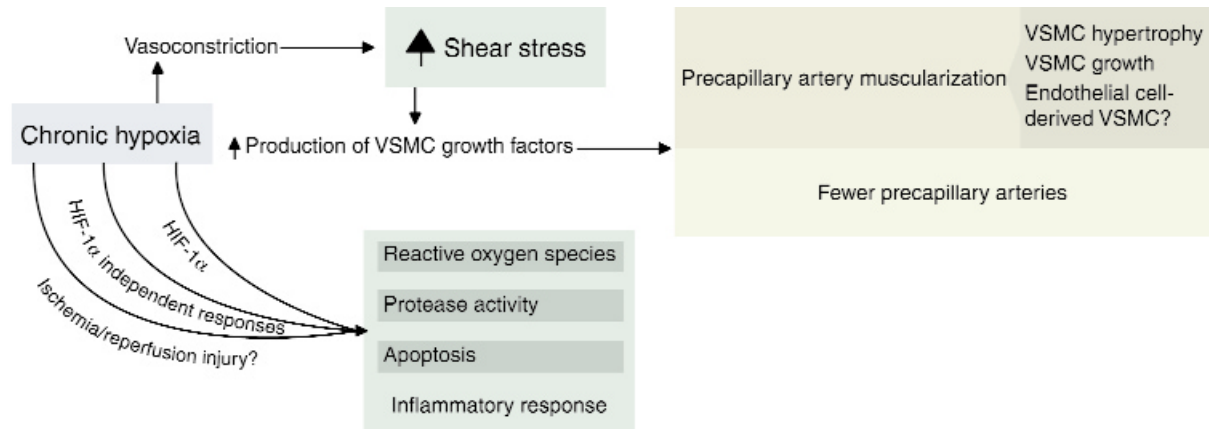 Vasoconstriction
Shear stress
Chronic hypoxia
Production of VSMC growth factors
Precapillary artery muscularization
VSMC hypertrophy
VSMC growth
Endothelial cell-
derived VSMC?
Fewer precapillary arteries
HIF-1α
HIF-1α independent responses
Ischemia/reperfusion injury?
Reactive oxygen species
Protease activity
Apoptosis
Inflammatory response